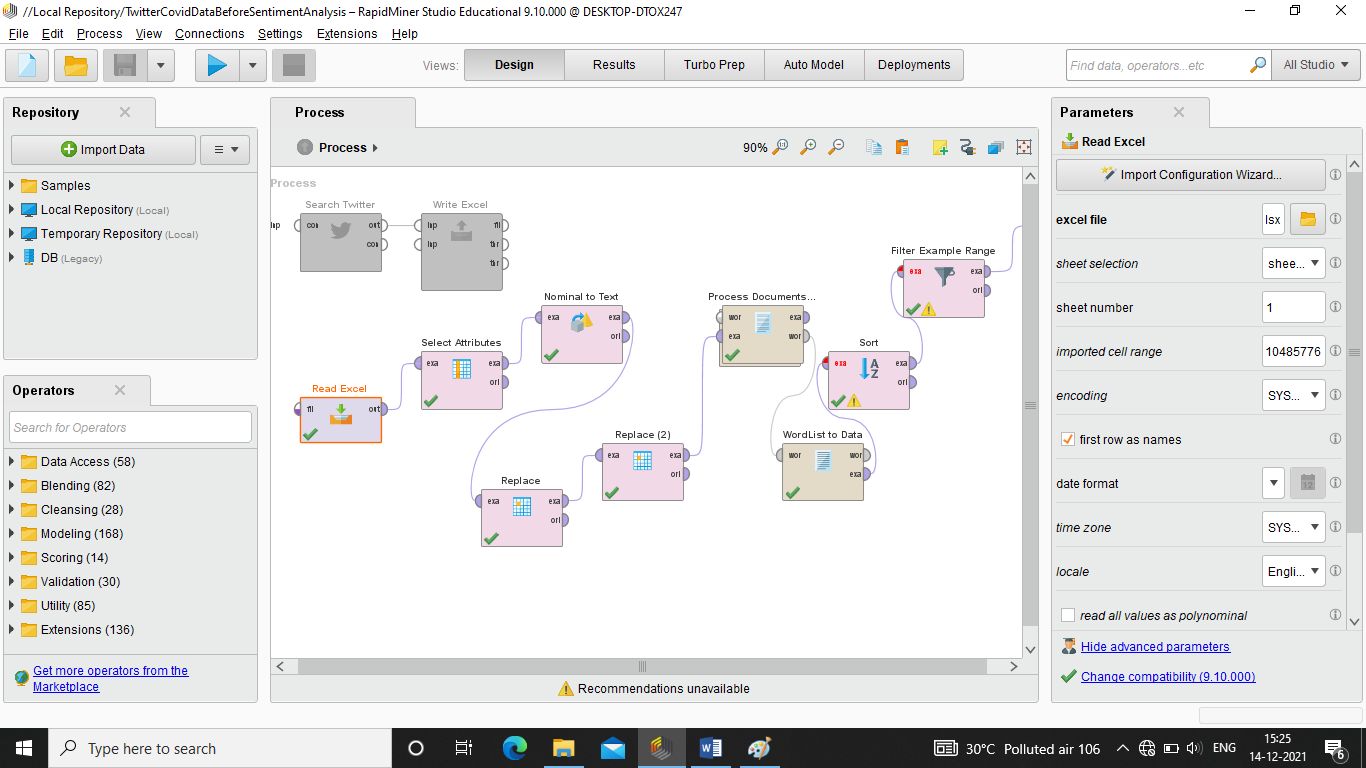 //Local Repository/TwitterCovidDataBeforeSentimentAnalysis – RapidMiner Studio Educational 9.10.000 @ DESKTOP-DTOX247
File Edit Process View Connections Settings Extensions Help
Views: Design Results Turbo Prep Auto Model Deployments
Find data, operators...etc
All Studio
Repository
Import Data
Samples
Local Repository (Local)
Temporary Repository (Local)
DB (Legacy)
Operators
Search for Operators
Data Access (58)
Blending (82)
Cleansing (28)
Modeling (168)
Scoring (14)
Validation (30)
Utility (85)
Extensions (136)
Get more operators from the
Marketplace
Process
Process
90%
Process
inp
Search Twitter
con out
con
Write Excel
inp fil
inp thr
thr
Filter Example Range
exa exa
ori
Nominal to Text
exa exa
ori
Process Documents...
wor exa
exa wor
Select Attributes
exa exa
ori
Sort
exa exa
ori
Read Excel
fil out
Replace (2)
exa exa
ori
WordList to Data
wor wor
exa
Replace
exa exa
ori
Recommendations unavailable
Parameters
Read Excel
Import Configuration Wizard...
excel file lsx
sheet selection shee...
sheet number 1
imported cell range 10485776
encoding SYS...
first row as names
date format
12
time zone SYS...
locale Engli...
read all values as polynominal
Hide advanced parameters
Change compatibility (9.10.000)
Type here to search
30°C Polluted air 106
ENG
15:25
14-12-2021
6